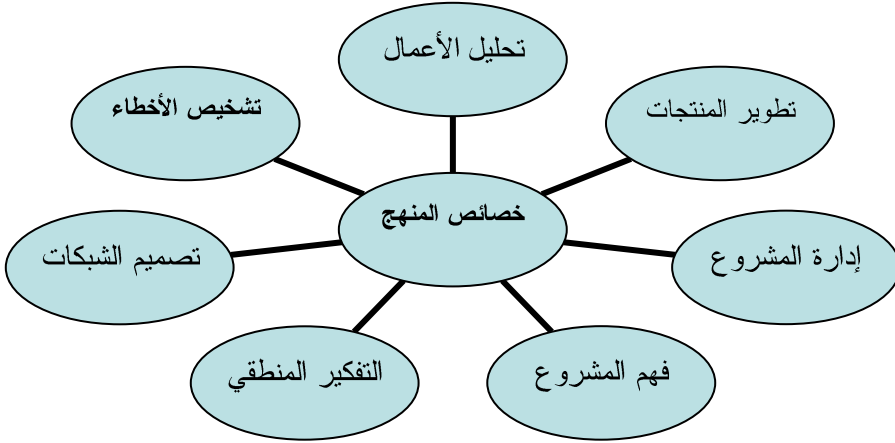 تحليل الأعمال
تطوير المنتجات
تشخيص الأخطاء
خصائص المنهج
إدارة المشروع
تصميم الشبكات
فهم المشروع
التفكير المنطقي